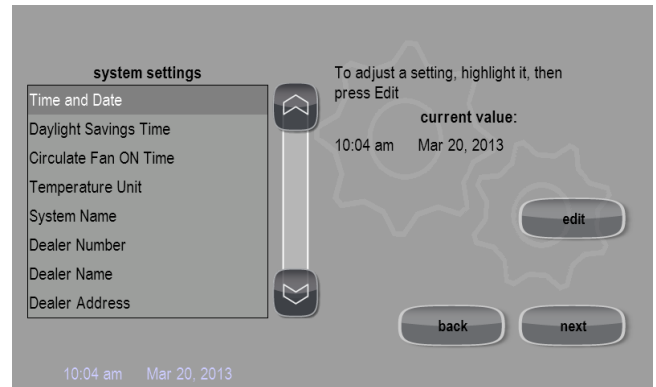 system settings
Time and Date
Daylight Savings Time
Circulate Fan ON Time
Temperature Unit
System Name
Dealer Number
Dealer Name
Dealer Address
To adjust a setting, highlight it, then
press Edit
current value:
10:04 am Mar 20, 2013
edit
back
next
10:04 am Mar 20, 2013